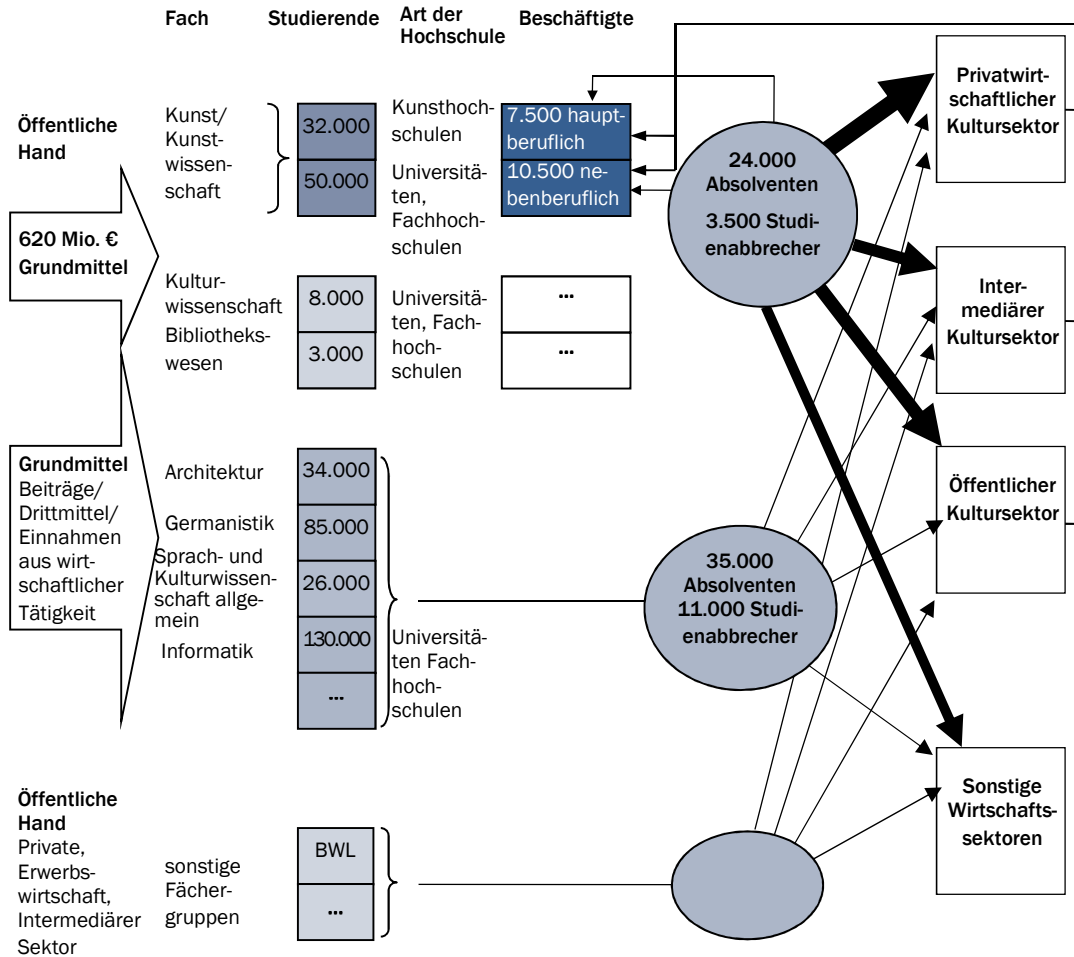 Fach
Studierende
Art der
Hochschule
Beschäftigte
Öffentliche
Hand
620 Mio. €
Grundmittel
Kunst/
Kunst-
wissen-
schaft
32.000
50.000
Kunsthoch-
schulen
Universitä-
ten,
Fachhoch-
schulen
7.500 haupt-
beruflich
10.500 ne-
benberuflich
24.000
Absolventen
3.500 Studi-
enabbrecher
Privatwirt-
schaftlicher
Kultursektor
Kultur-
wissenschaft
Bibliotheks-
wesen
8.000
3.000
Universitä-
ten, Fach-
hoch-
schulen
...
...
Inter-
mediärer
Kultursektor
Grundmittel
Beiträge/
Drittmittel/
Einnahmen
aus wirt-
schaftlicher
Tätigkeit
Architektur
Germanistik
Sprach- und
Kulturwissen-
schaft allge-
mein
Informatik
34.000
85.000
26.000
130.000
...
Universitä-
ten Fach-
hoch-
schulen
35.000
Absolventen
11.000 Studi-
enabbrecher
Öffentlicher
Kultursektor
Öffentliche
Hand
Private,
Erwerbs-
wirtschaft,
Intermediärer
Sektor
sonstige
Fächer-
gruppen
BWL
...
Sonstige
Wirtschafts-
sektoren